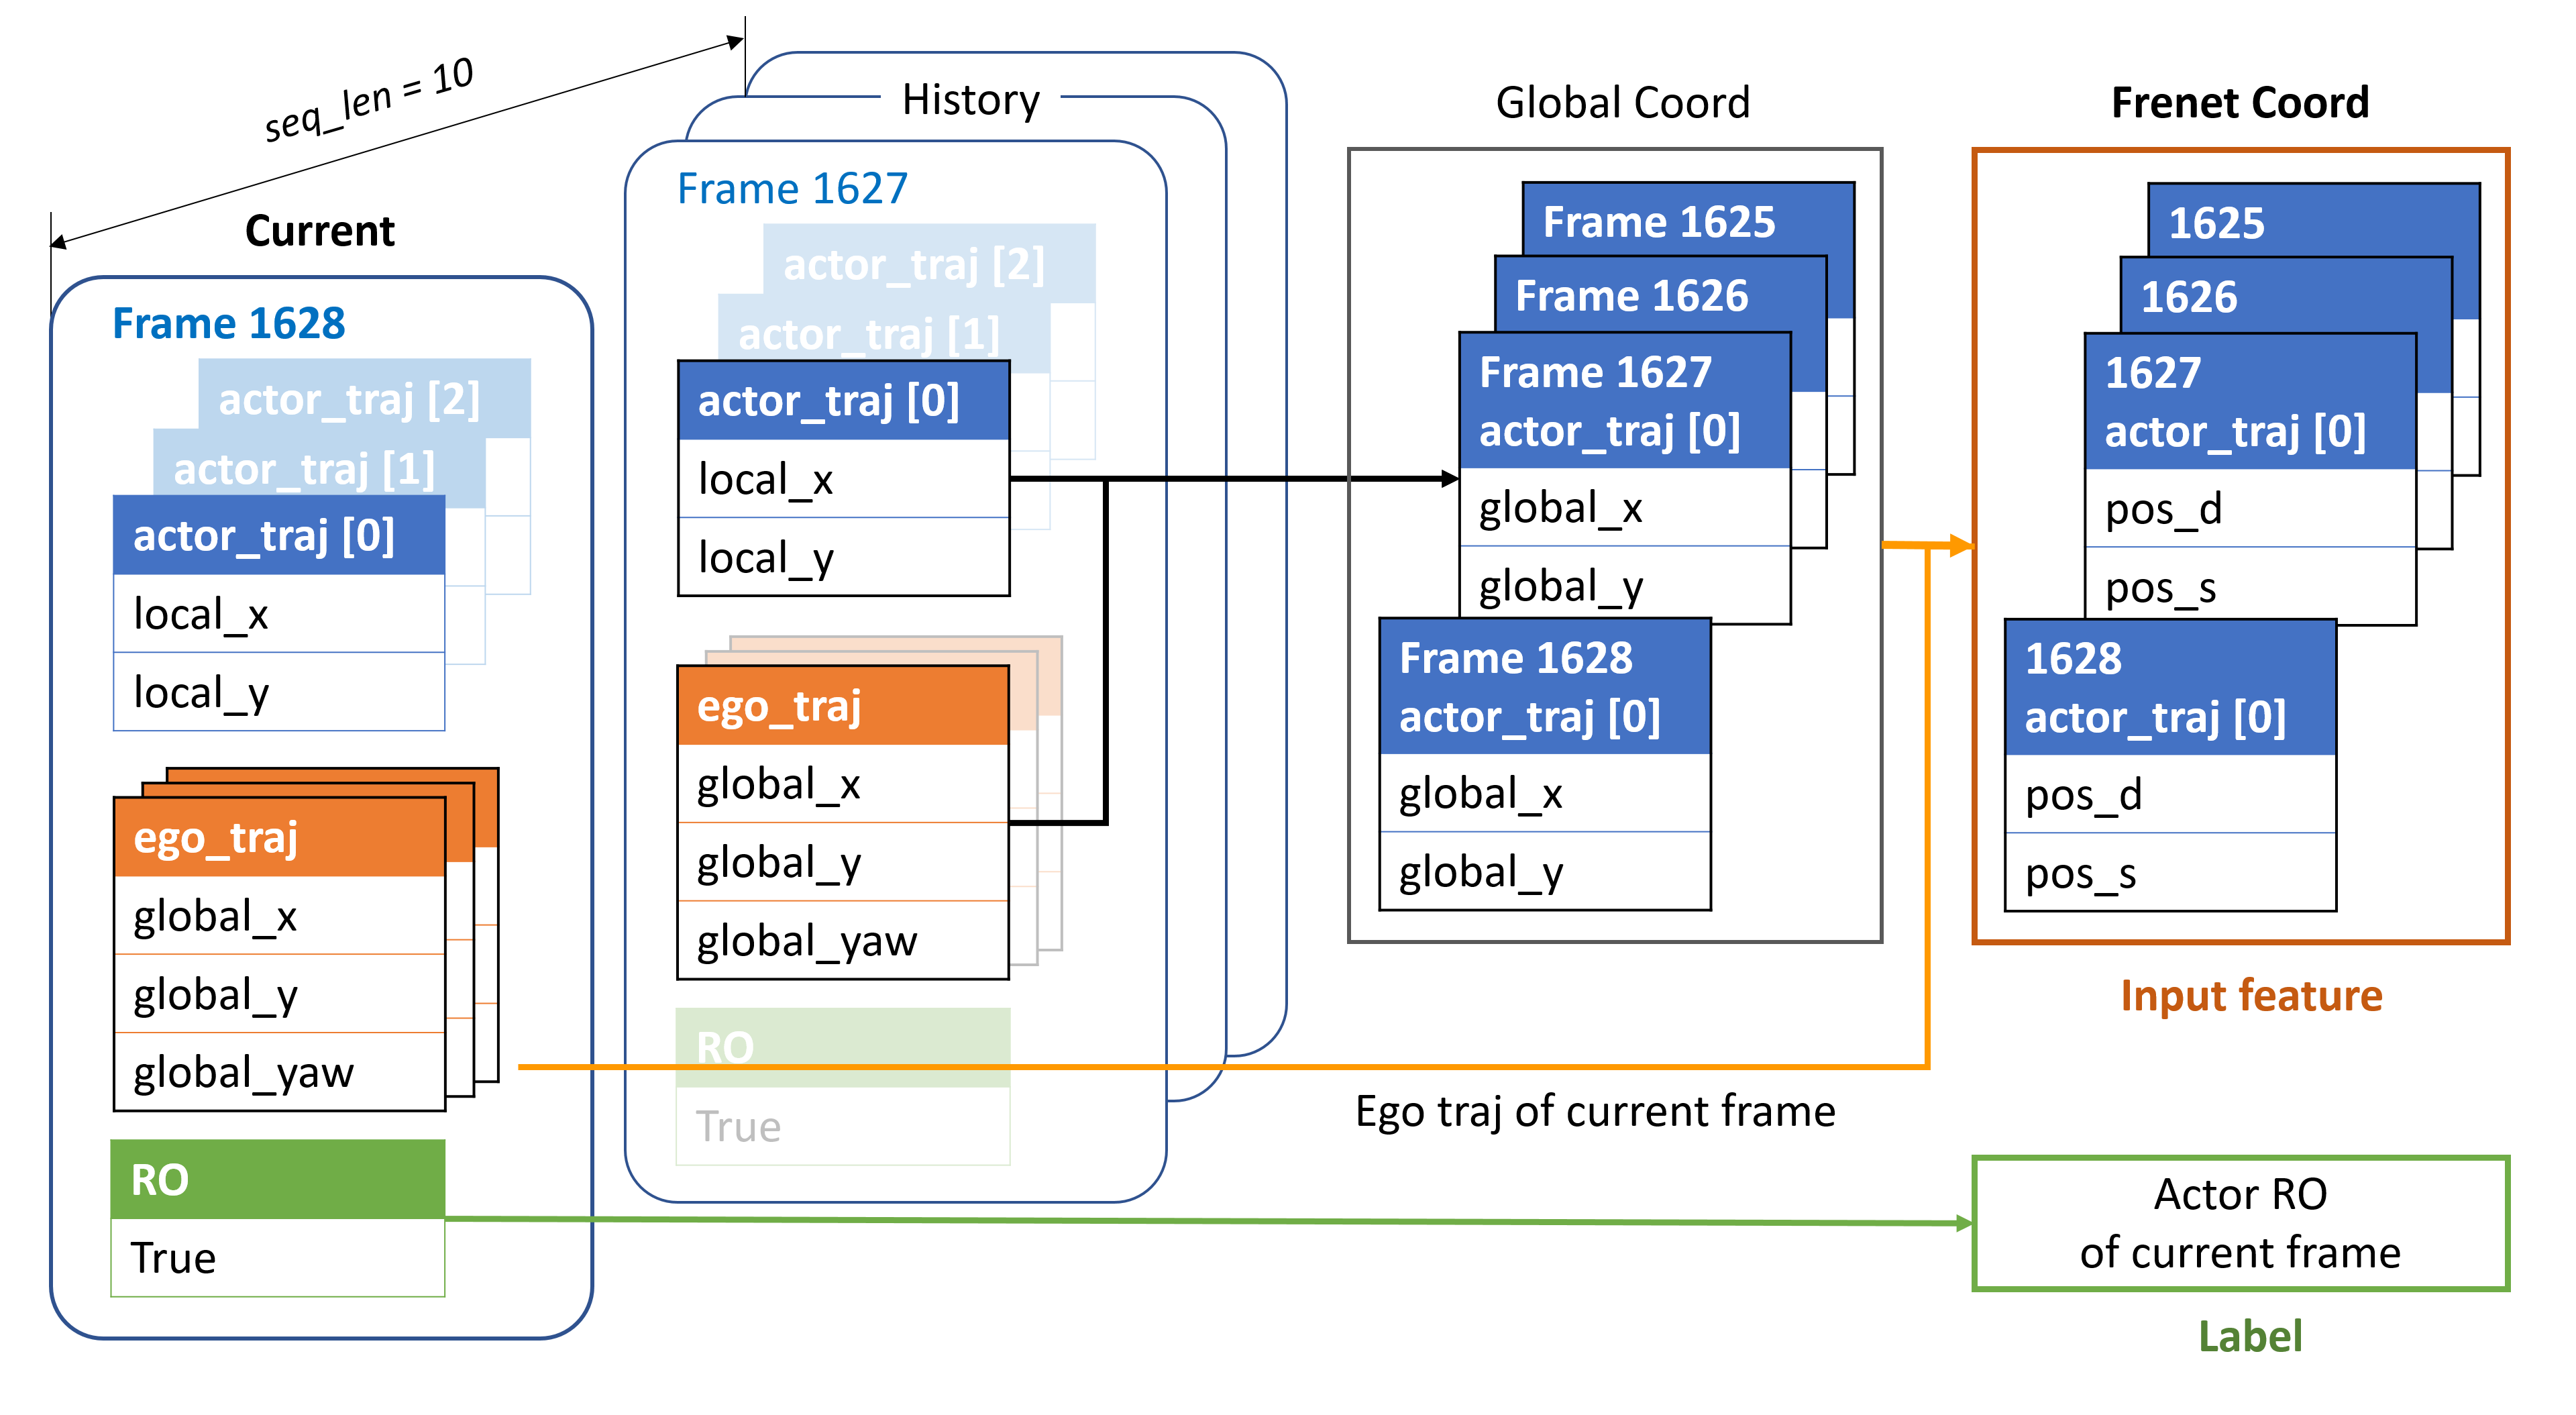 seq_len = 10
Current
Frame 1628
actor_traj [2]
actor_traj [1]
actor_traj [0]
local_x
local_y
ego_traj
global_x
global_y
global_yaw
RO
True
History
Frame 1627
actor_traj [2]
actor_traj [1]
actor_traj [0]
local_x
local_y
ego_traj
global_x
global_y
global_yaw
RO
True
Global Coord
Frame 1625
Frame 1626
Frame 1627
actor_traj [0]
global_x
global_y
Frame 1628
actor_traj [0]
global_x
global_y
Ego traj of current frame
Frenet Coord
1625
1626
1627
actor_traj [0]
pos_d
pos_s
1628
actor_traj [0]
pos_d
pos_s
Input feature
Actor RO
of current frame
Label